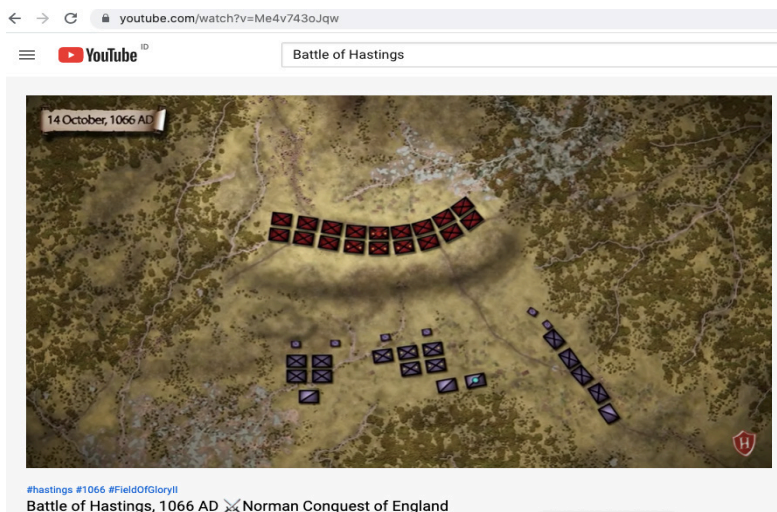 youtube.com/watch?v=Me4v743oJqw
YouTube ID
Battle of Hastings
14 October, 1066 AD
H
#hastings #1066 #FieldOfGloryII
Battle of Hastings, 1066 AD ⚔Norman Conquest of England